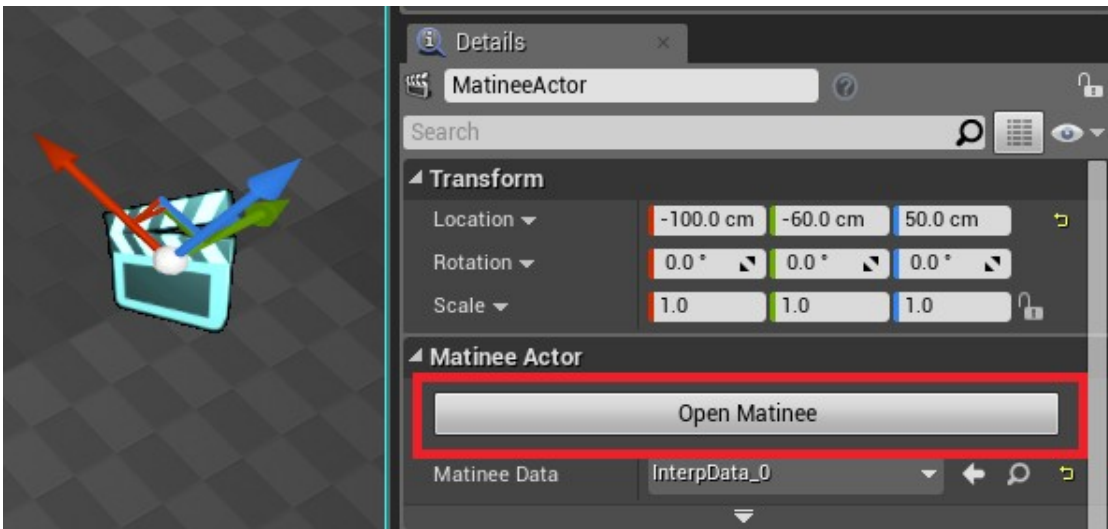 Details
MatineeActor
Search
Transform
Location -100.0 cm -60.0 cm 50.0 cm
Rotation 0.0 ° 0.0 ° 0.0 °
Scale 1.0 1.0 1.0
Matinee Actor
Open Matinee
Matinee Data InterpData_0